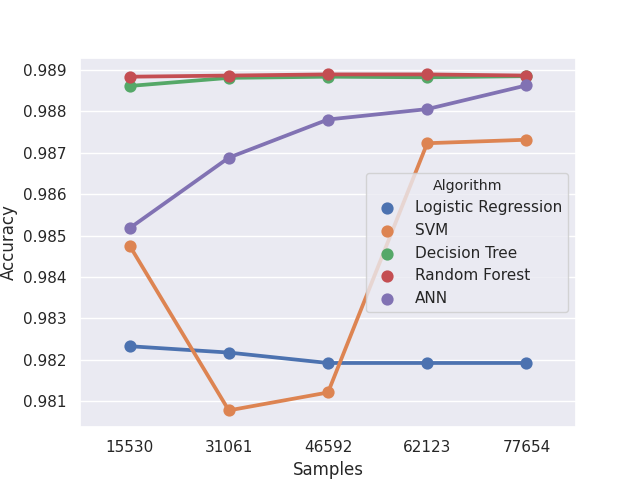 0.989
0.988
0.987
0.986
0.985
0.984
0.983
0.982
0.981
Accuracy
Algorithm
Logistic Regression
SVM
Decision Tree
Random Forest
ANN
15530 31061 46592 62123 77654
Samples